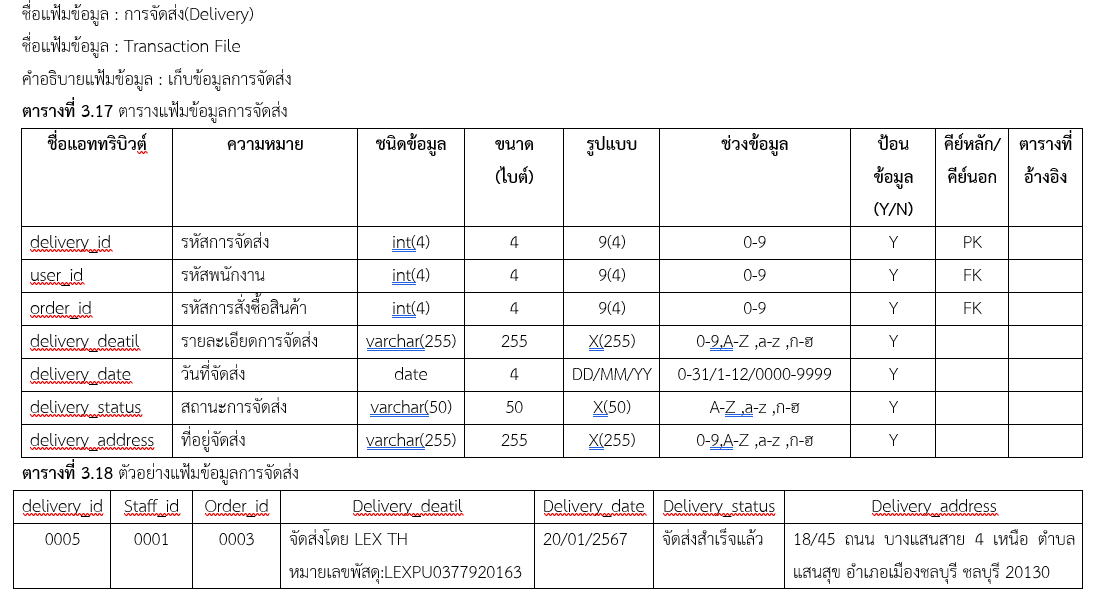 ชื่อแฟ้มข้อมูล : การจัดส่ง(Delivery)
ชื่อแฟ้มข้อมูล : Transaction File
คำอธิบายแฟ้มข้อมูล : เก็บข้อมูลการจัดส่ง
ตารางที่ 3.17 ตารางแฟ้มข้อมูลการจัดส่ง
ชื่อแอททริบิวต์ ความหมาย ชนิดข้อมูล ขนาด รูปแบบ ช่วงข้อมูล ป้อน คีย์หลัก/ ตารางที่
(ไบต์) ข้อมูล คีย์นอก อ้างอิง
(Y/N)
delivery_id รหัสการจัดส่ง int(4) 4 9(4) 0-9 Y PK
user_id รหัสพนักงาน int(4) 4 9(4) 0-9 Y FK
order_id รหัสการสั่งซื้อสินค้า int(4) 4 9(4) 0-9 Y FK
delivery_deatil รายละเอียดการจัดส่ง varchar(255) 255 X(255) 0-9,A-Z ,a-z ,ก-ฮ Y
delivery_date วันที่จัดส่ง date 4 DD/MM/YY 0-31/1-12/0000-9999 Y
delivery_status สถานะการจัดส่ง varchar(50) 50 X(50) A-Z ,a-z ,ก-ฮ Y
delivery_address ที่อยู่จัดส่ง varchar(255) 255 X(255) 0-9,A-Z ,a-z ,ก-ฮ Y
ตารางที่ 3.18 ตัวอย่างแฟ้มข้อมูลการจัดส่ง
delivery_id Staff_id Order_id Delivery_deatil Delivery_date Delivery_status Delivery_address
0005 0001 0003 จัดส่งโดย LEX TH 20/01/2567 จัดส่งสำเร็จแล้ว 18/45 ถนน บางแสนสาย 4 เหนือ ตำบล
หมายเลขพัสดุ:LEXPU0377920163 แสนสุข อำเภอเมืองชลบุรี ชลบุรี 20130